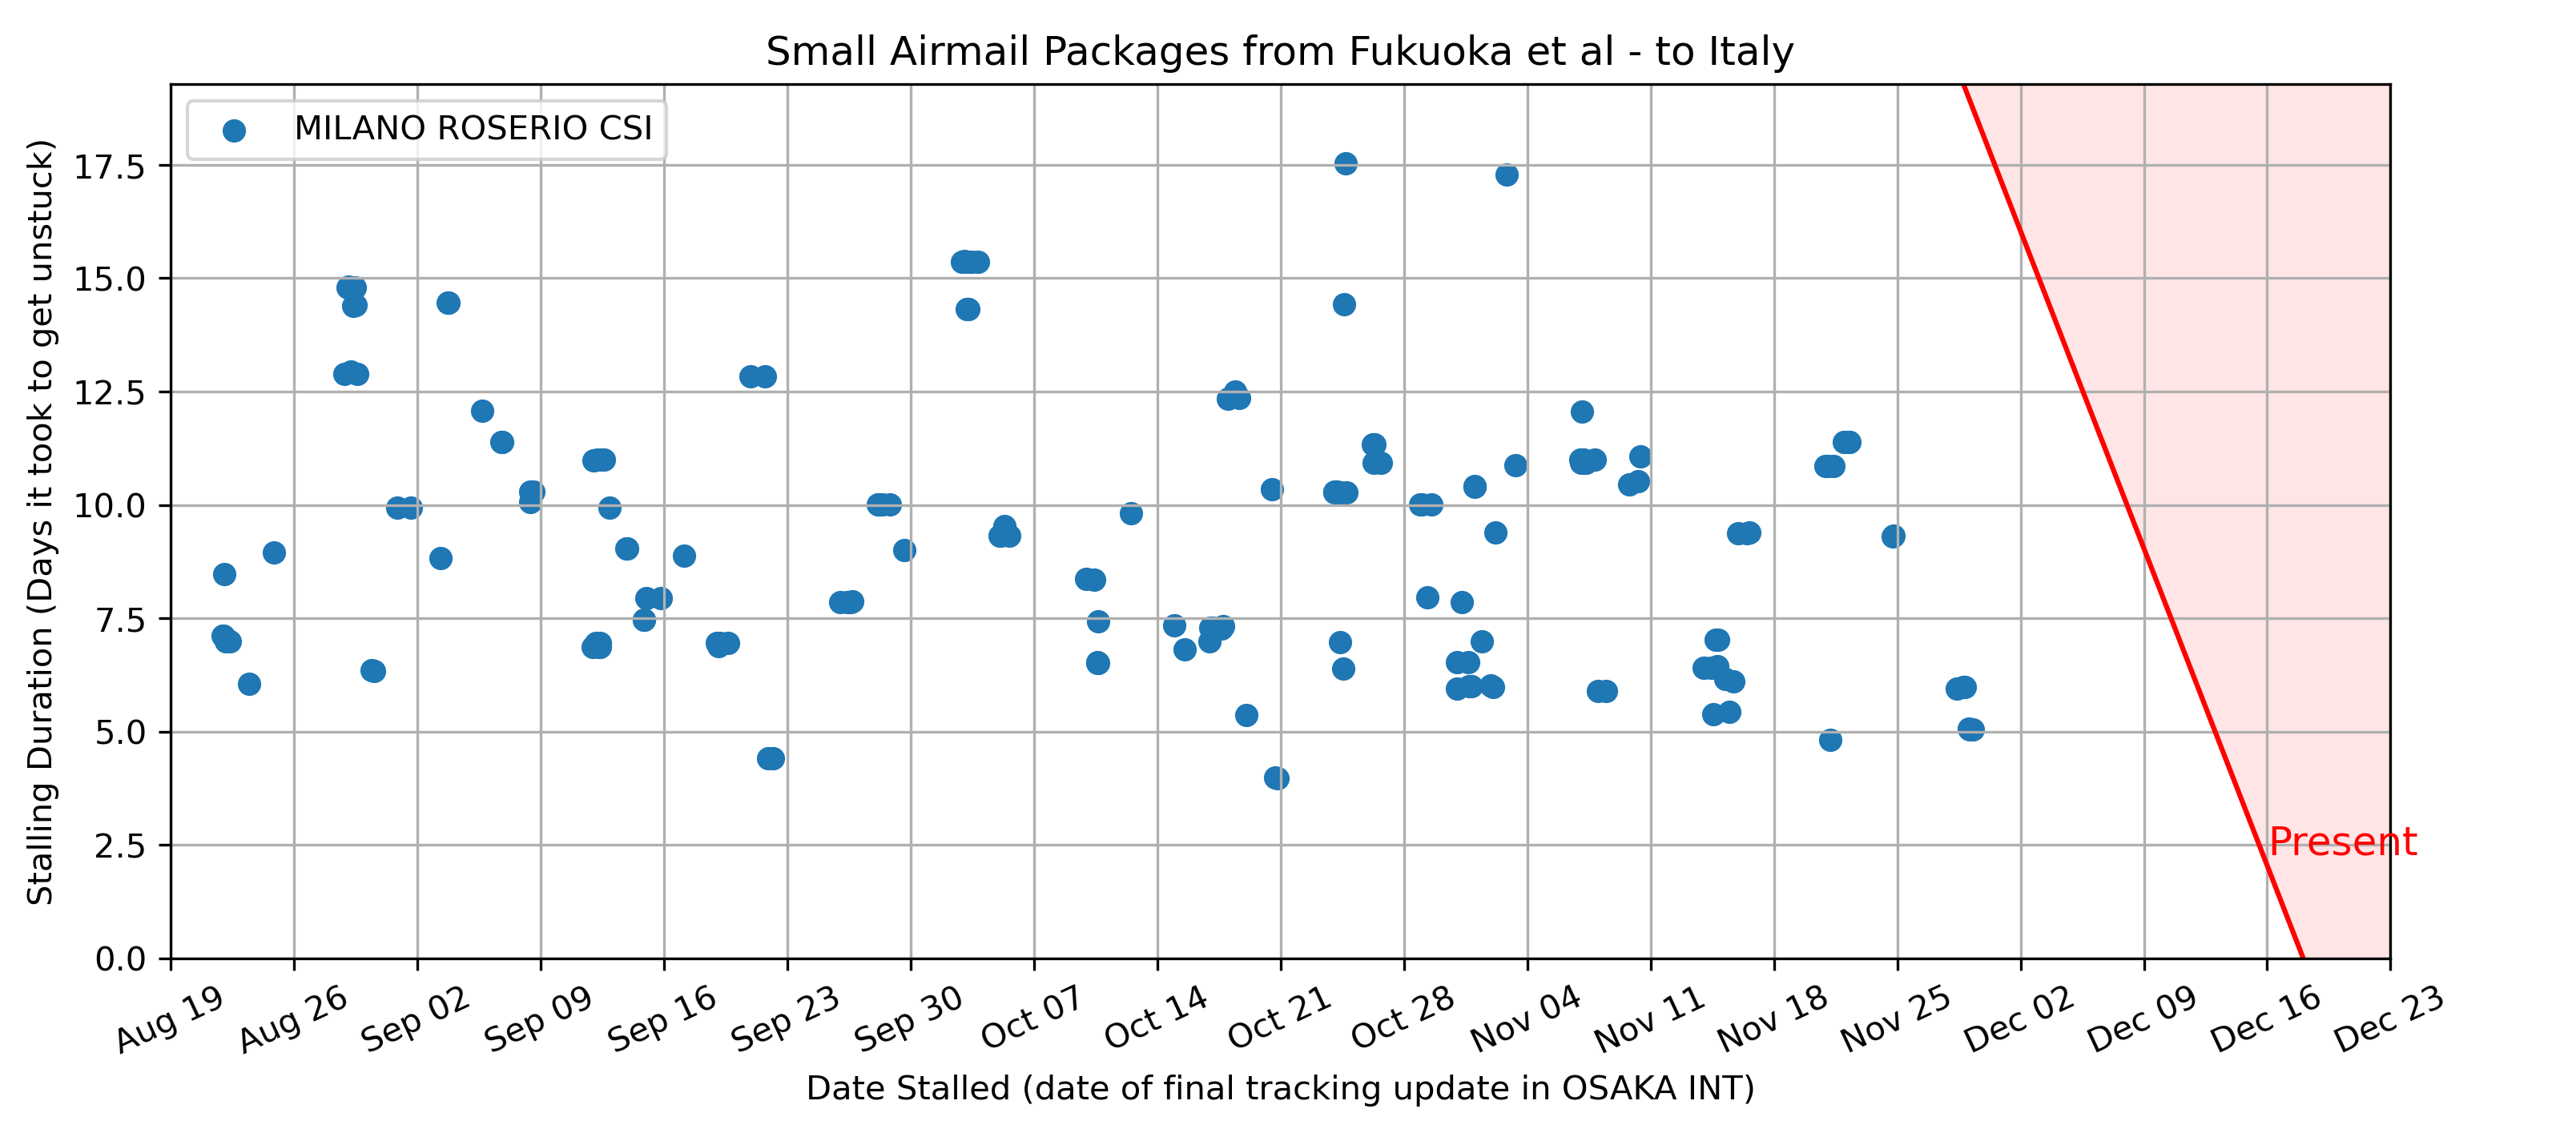 Small Airmail Packages from Fukuoka et al - to Italy
MILANO ROSERIO CSI
Stalling Duration (Days it took to get unstuck)
17.5
15.0
12.5
10.0
7.5
5.0
2.5
0.0
Present
Aug 19
Aug 26
Sep 02
Sep 09
Sep 16
Sep 23
Sep 30
Oct 07
Oct 14
Oct 21
Oct 28
Nov 04
Nov 11
Nov 18
Nov 25
Dec 02
Dec 09
Dec 16
Dec 23
Date Stalled (date of final tracking update in OSAKA INT)